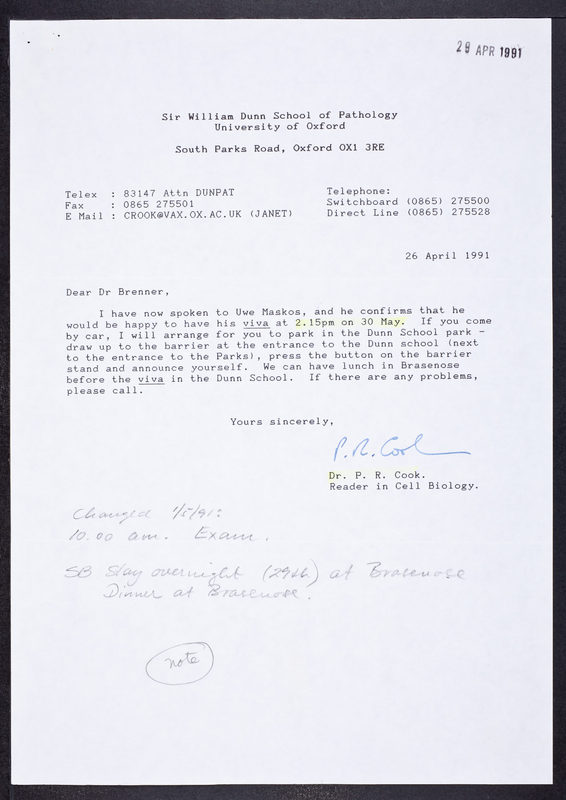 29 APR 1991
Sir William Dunn School of Pathology
University of Oxford
South Parks Road, Oxford OX1 3RE
Telex : 83147 Attn DUNPAT
Fax : 0865 275501
E Mail : CROOK@VAX.OX.AC.UK (JANET)
Telephone:
Switchboard (0865) 275500
Direct Line (0865) 275528
26 April 1991
Dear Dr Brenner,
I have now spoken to Uwe Maskos, and he confirms that he
would be happy to have his viva at 2.15pm on 30 May. If you come
by car, I will arrange for you to park in the Dunn School park -
draw up to the barrier at the entrance to the Dunn school (next
to the entrance to the Parks), press the button on the barrier
stand and announce yourself. We can have lunch in Brasenose
before the viva in the Dunn School. If there are any problems,
please call.
Yours sincerely,
P.R. Cook
Dr. P. R. Cook.
Reader in Cell Biology.
Changed 1/5/91:
10.00 am. Exam.
SB Stay overnight (29th) at Brasenose
Dinner at Brasenose.
note